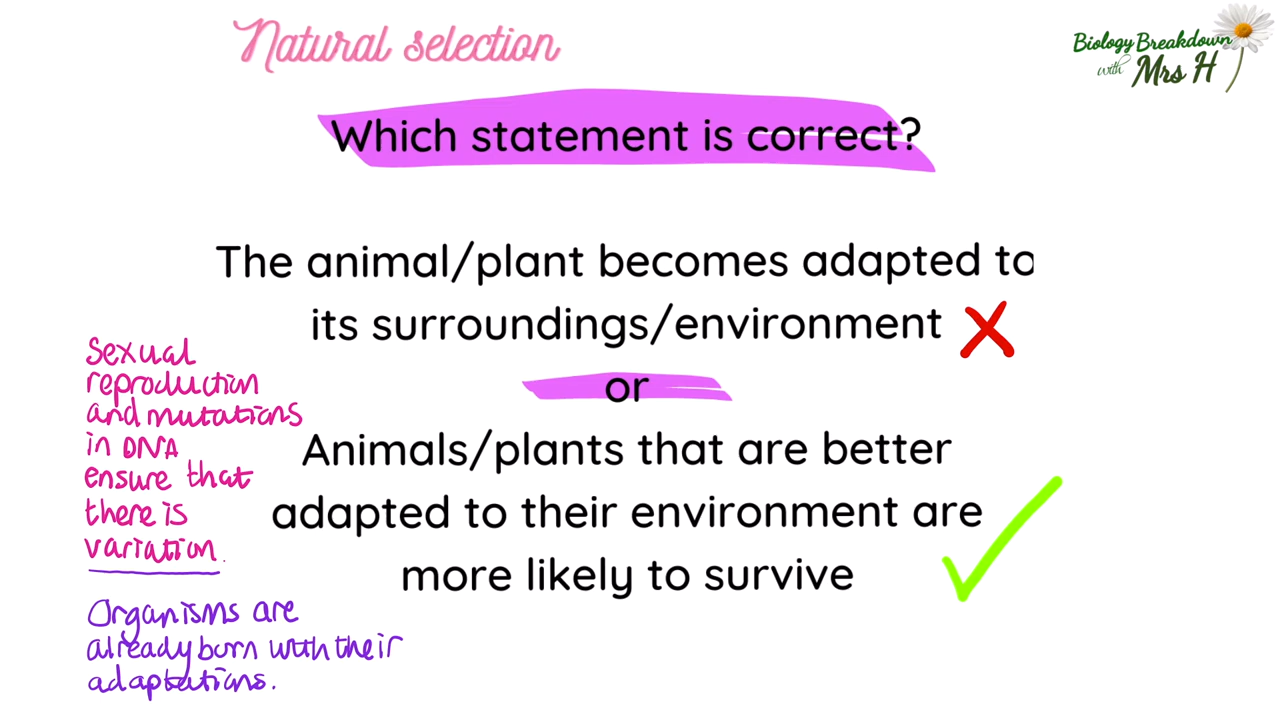 Natural selection
Biology Breakdown
with Mrs H
Which statement is correct?
The animal/plant becomes adapted to
its surroundings/environment
or
Animals/plants that are better
adapted to their environment are
more likely to survive
Sexual
reproduction
and mutations
in DNA
ensure that
there is
variation.
Organisms are
already born with their
adaptations.